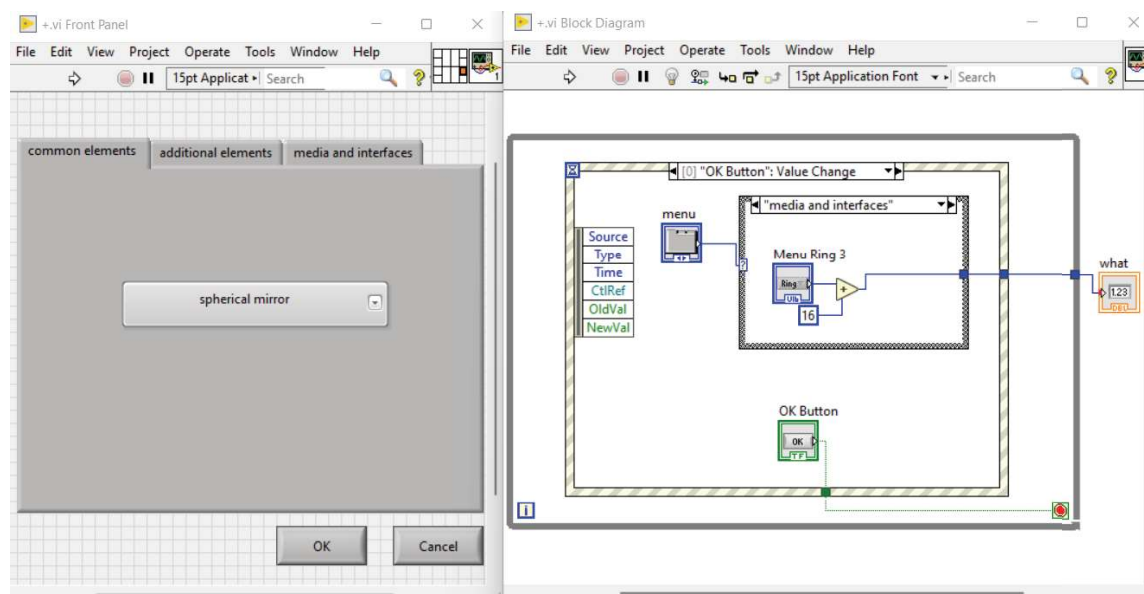 +.vi Front Panel
File Edit View Project Operate Tools Window Help
15pt Applicat Search
1
common elements additional elements media and interfaces
spherical mirror
OK Cancel
+.vi Block Diagram
File Edit View Project Operate Tools Window Help
15pt Application Font Search
[0] "OK Button": Value Change
menu
"media and interfaces"
Source
Type
Time
CtlRef
OldVal
NewVal
?
Menu Ring 3
Ring
16
+
what
1.23
DBL
OK Button
OK
TF
i